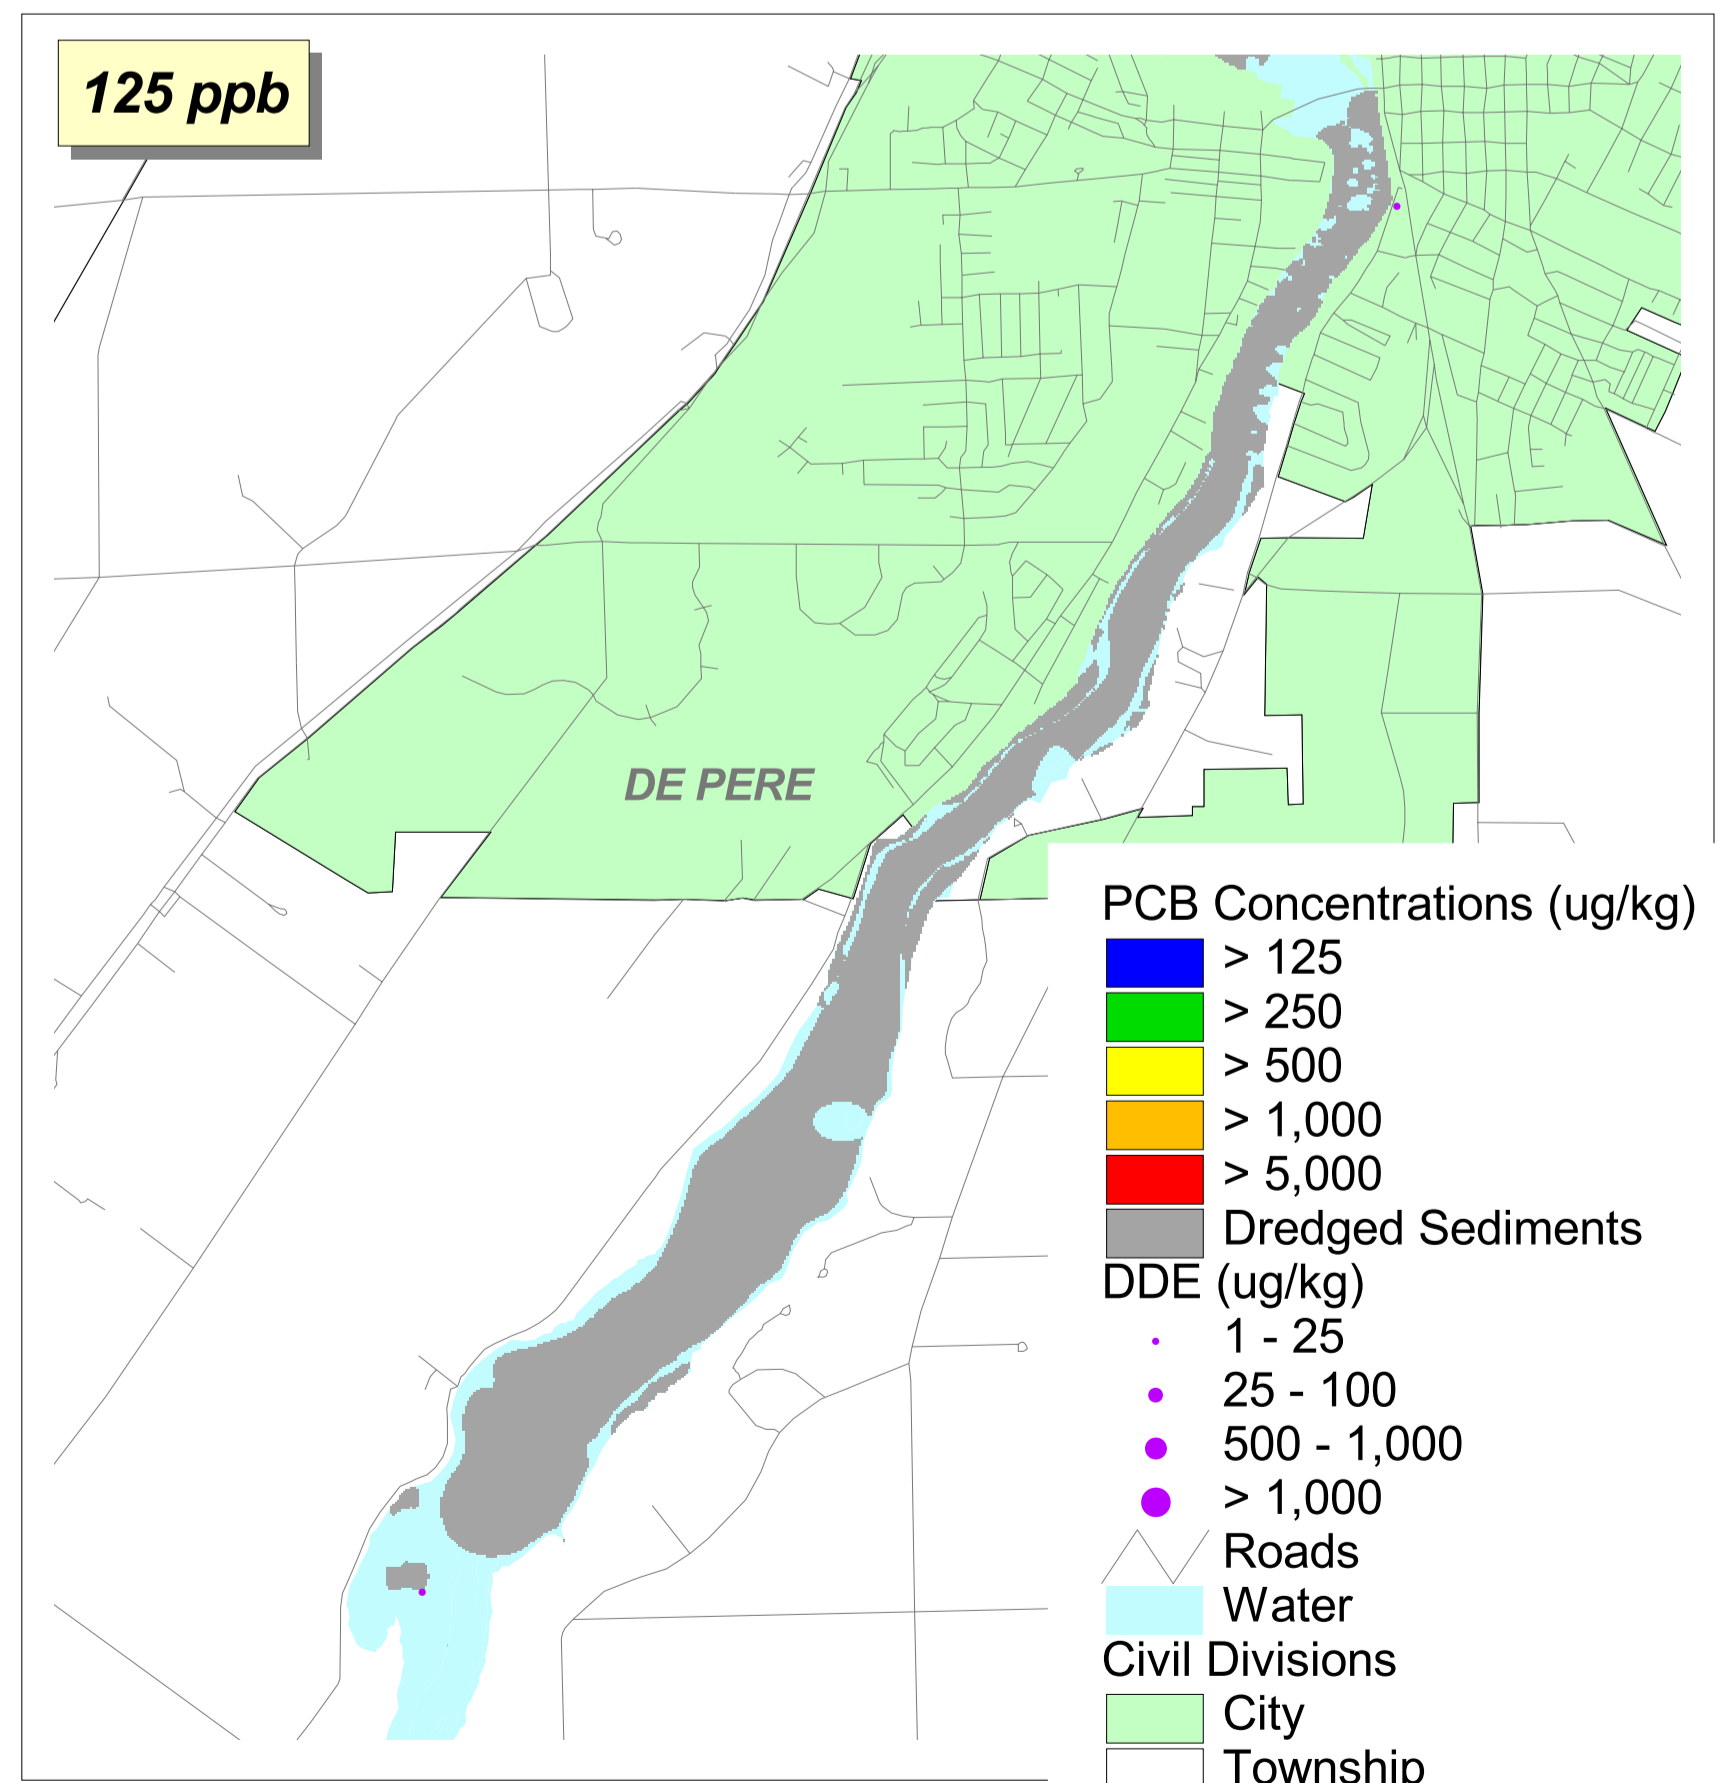 125 ppb
DE PERE
PCB Concentrations (ug/kg)
> 125
> 250
> 500
> 1,000
> 5,000
Dredged Sediments
DDE (ug/kg)
1 - 25
25 - 100
500 - 1,000
> 1,000
Roads
Water
Civil Divisions
City
Township